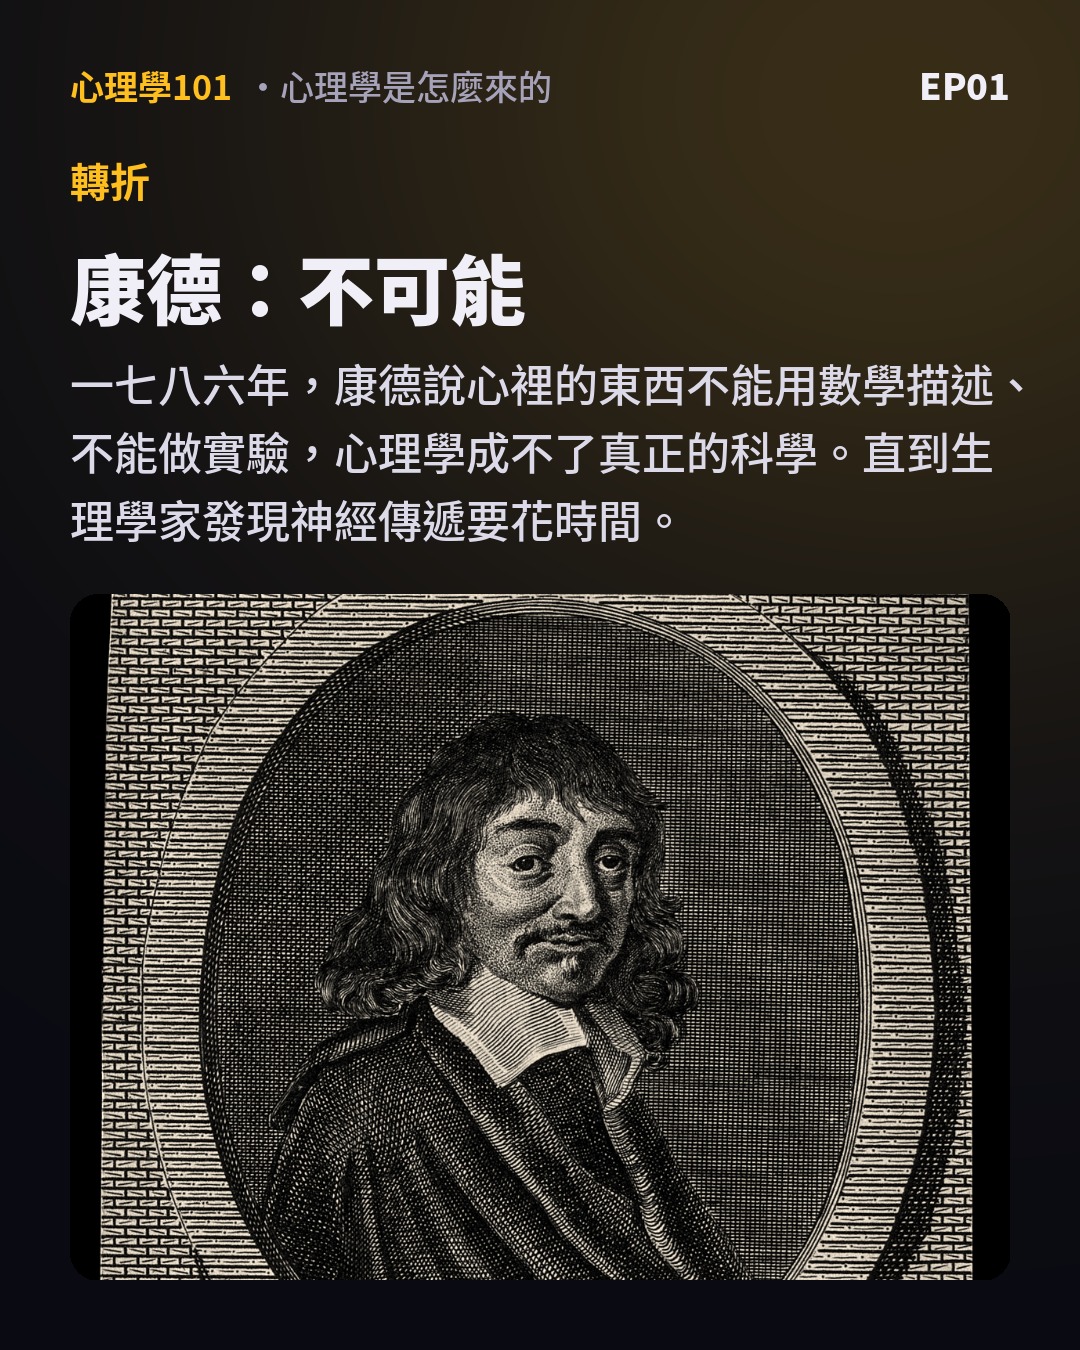 心理學101 ・心理學是怎麼來的
EP01
轉折
康德：不可能
一七八六年，康德說心裡的東西不能用數學描述、
不能做實驗，心理學成不了真正的科學。直到生
理學家發現神經傳遞要花時間。